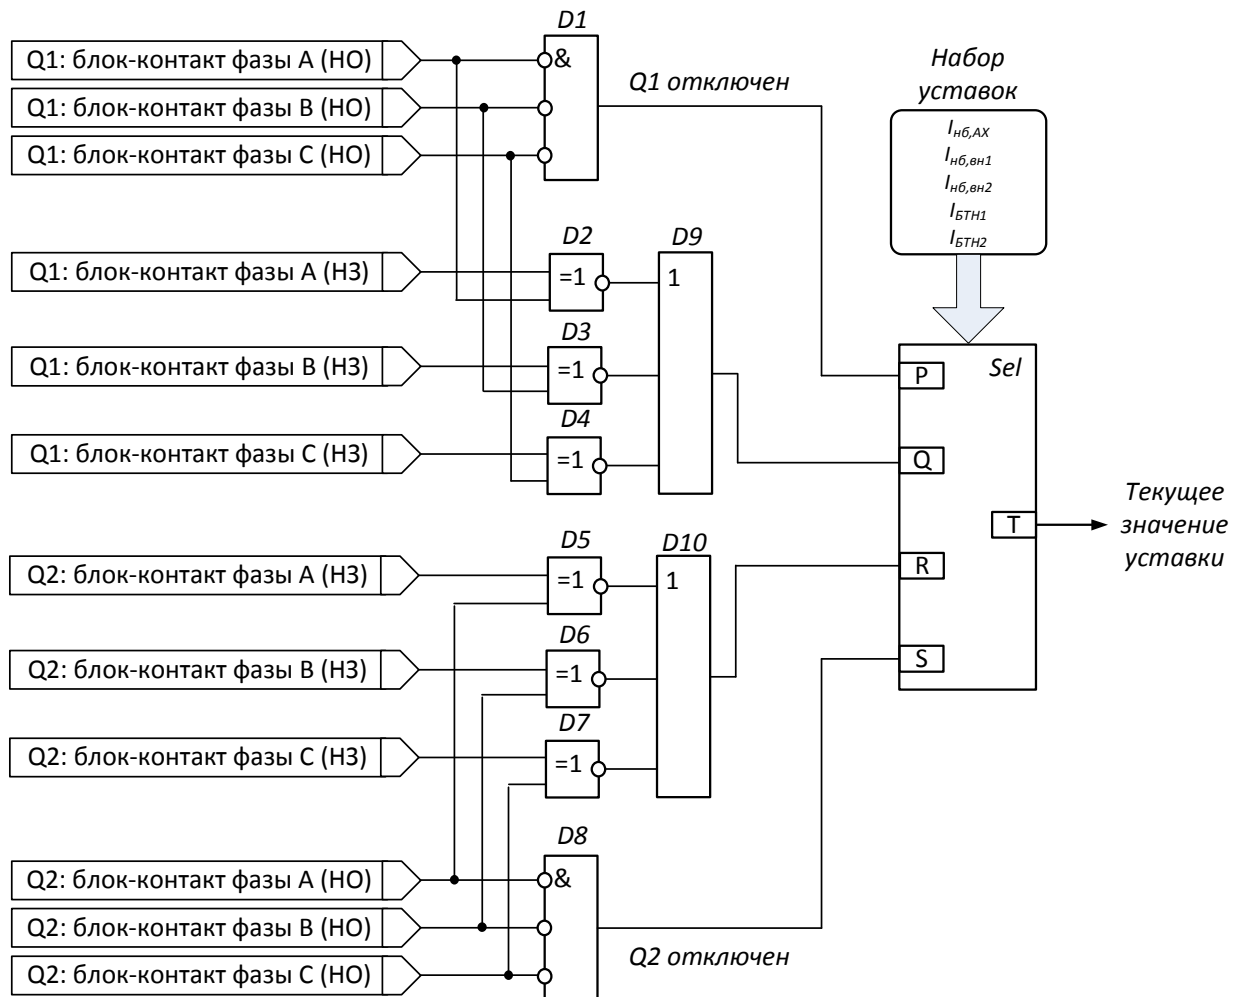 D1
Q1: блок-контакт фазы А (НО)
&
Q1: блок-контакт фазы В (НО)
Q1: блок-контакт фазы С (НО)
Q1 отключен
Набор
уставок
Iнб,АХ
Iнб,вн1
Iнб,вн2
IБТН1
IБТН2
D2
D9
Q1: блок-контакт фазы А (НЗ)
=1
1
D3
Q1: блок-контакт фазы В (НЗ)
=1
D4
Q1: блок-контакт фазы С (НЗ)
=1
Sel
P
Q
R
S
T
Текущее
значение
уставки
D5
D10
Q2: блок-контакт фазы А (НЗ)
=1
1
D6
Q2: блок-контакт фазы В (НЗ)
=1
D7
Q2: блок-контакт фазы С (НЗ)
=1
D8
Q2: блок-контакт фазы А (НО)
&
Q2: блок-контакт фазы В (НО)
Q2: блок-контакт фазы С (НО)
Q2 отключен